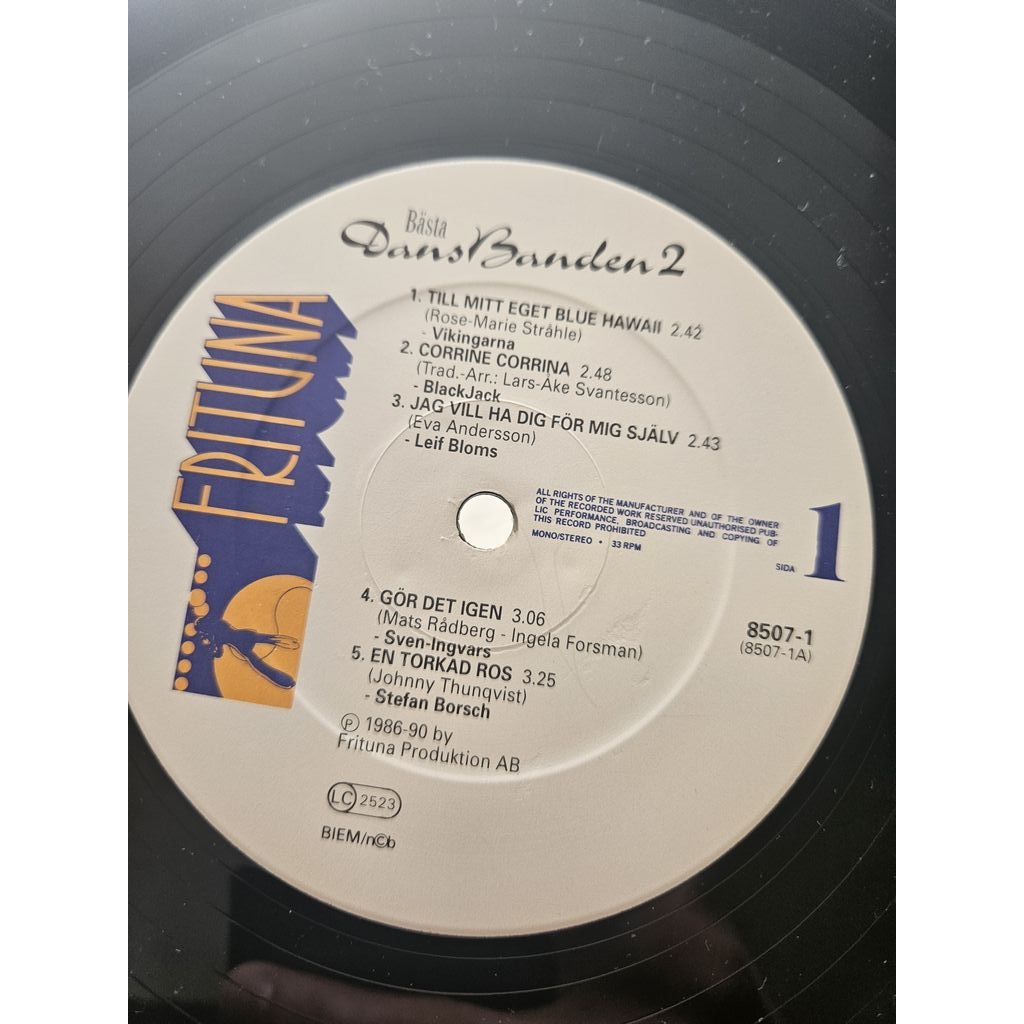 Bästa
DansBanden 2
FRITUNA
1. TILL MITT EGET BLUE HAWAII 2.42
(Rose-Marie Stråhle)
- Vikingarna
2. CORRINE CORRINA 2.48
(Trad.-Arr.: Lars-Åke Svantesson)
- BlackJack
3. JAG VILL HA DIG FÖR MIG SJÄLV 2.43
(Eva Andersson)
- Leif Bloms
ALL RIGHTS OF THE MANUFACTURER AND OF THE OWNER
OF THE RECORDED WORK RESERVED UNAUTHORISED PUB-
LIC PERFORMANCE, BROADCASTING AND COPYING OF
THIS RECORD PROHIBITED
MONO/STEREO • 33 RPM
SIDA 1
8507-1
(8507-1A)
4. GÖR DET IGEN 3.06
(Mats Rådberg - Ingela Forsman)
- Sven-Ingvars
5. EN TORKAD ROS 3.25
(Johnny Thunqvist)
- Stefan Borsch
℗ 1986-90 by
Frituna Produktion AB
LC 2523
BIEM/n©b